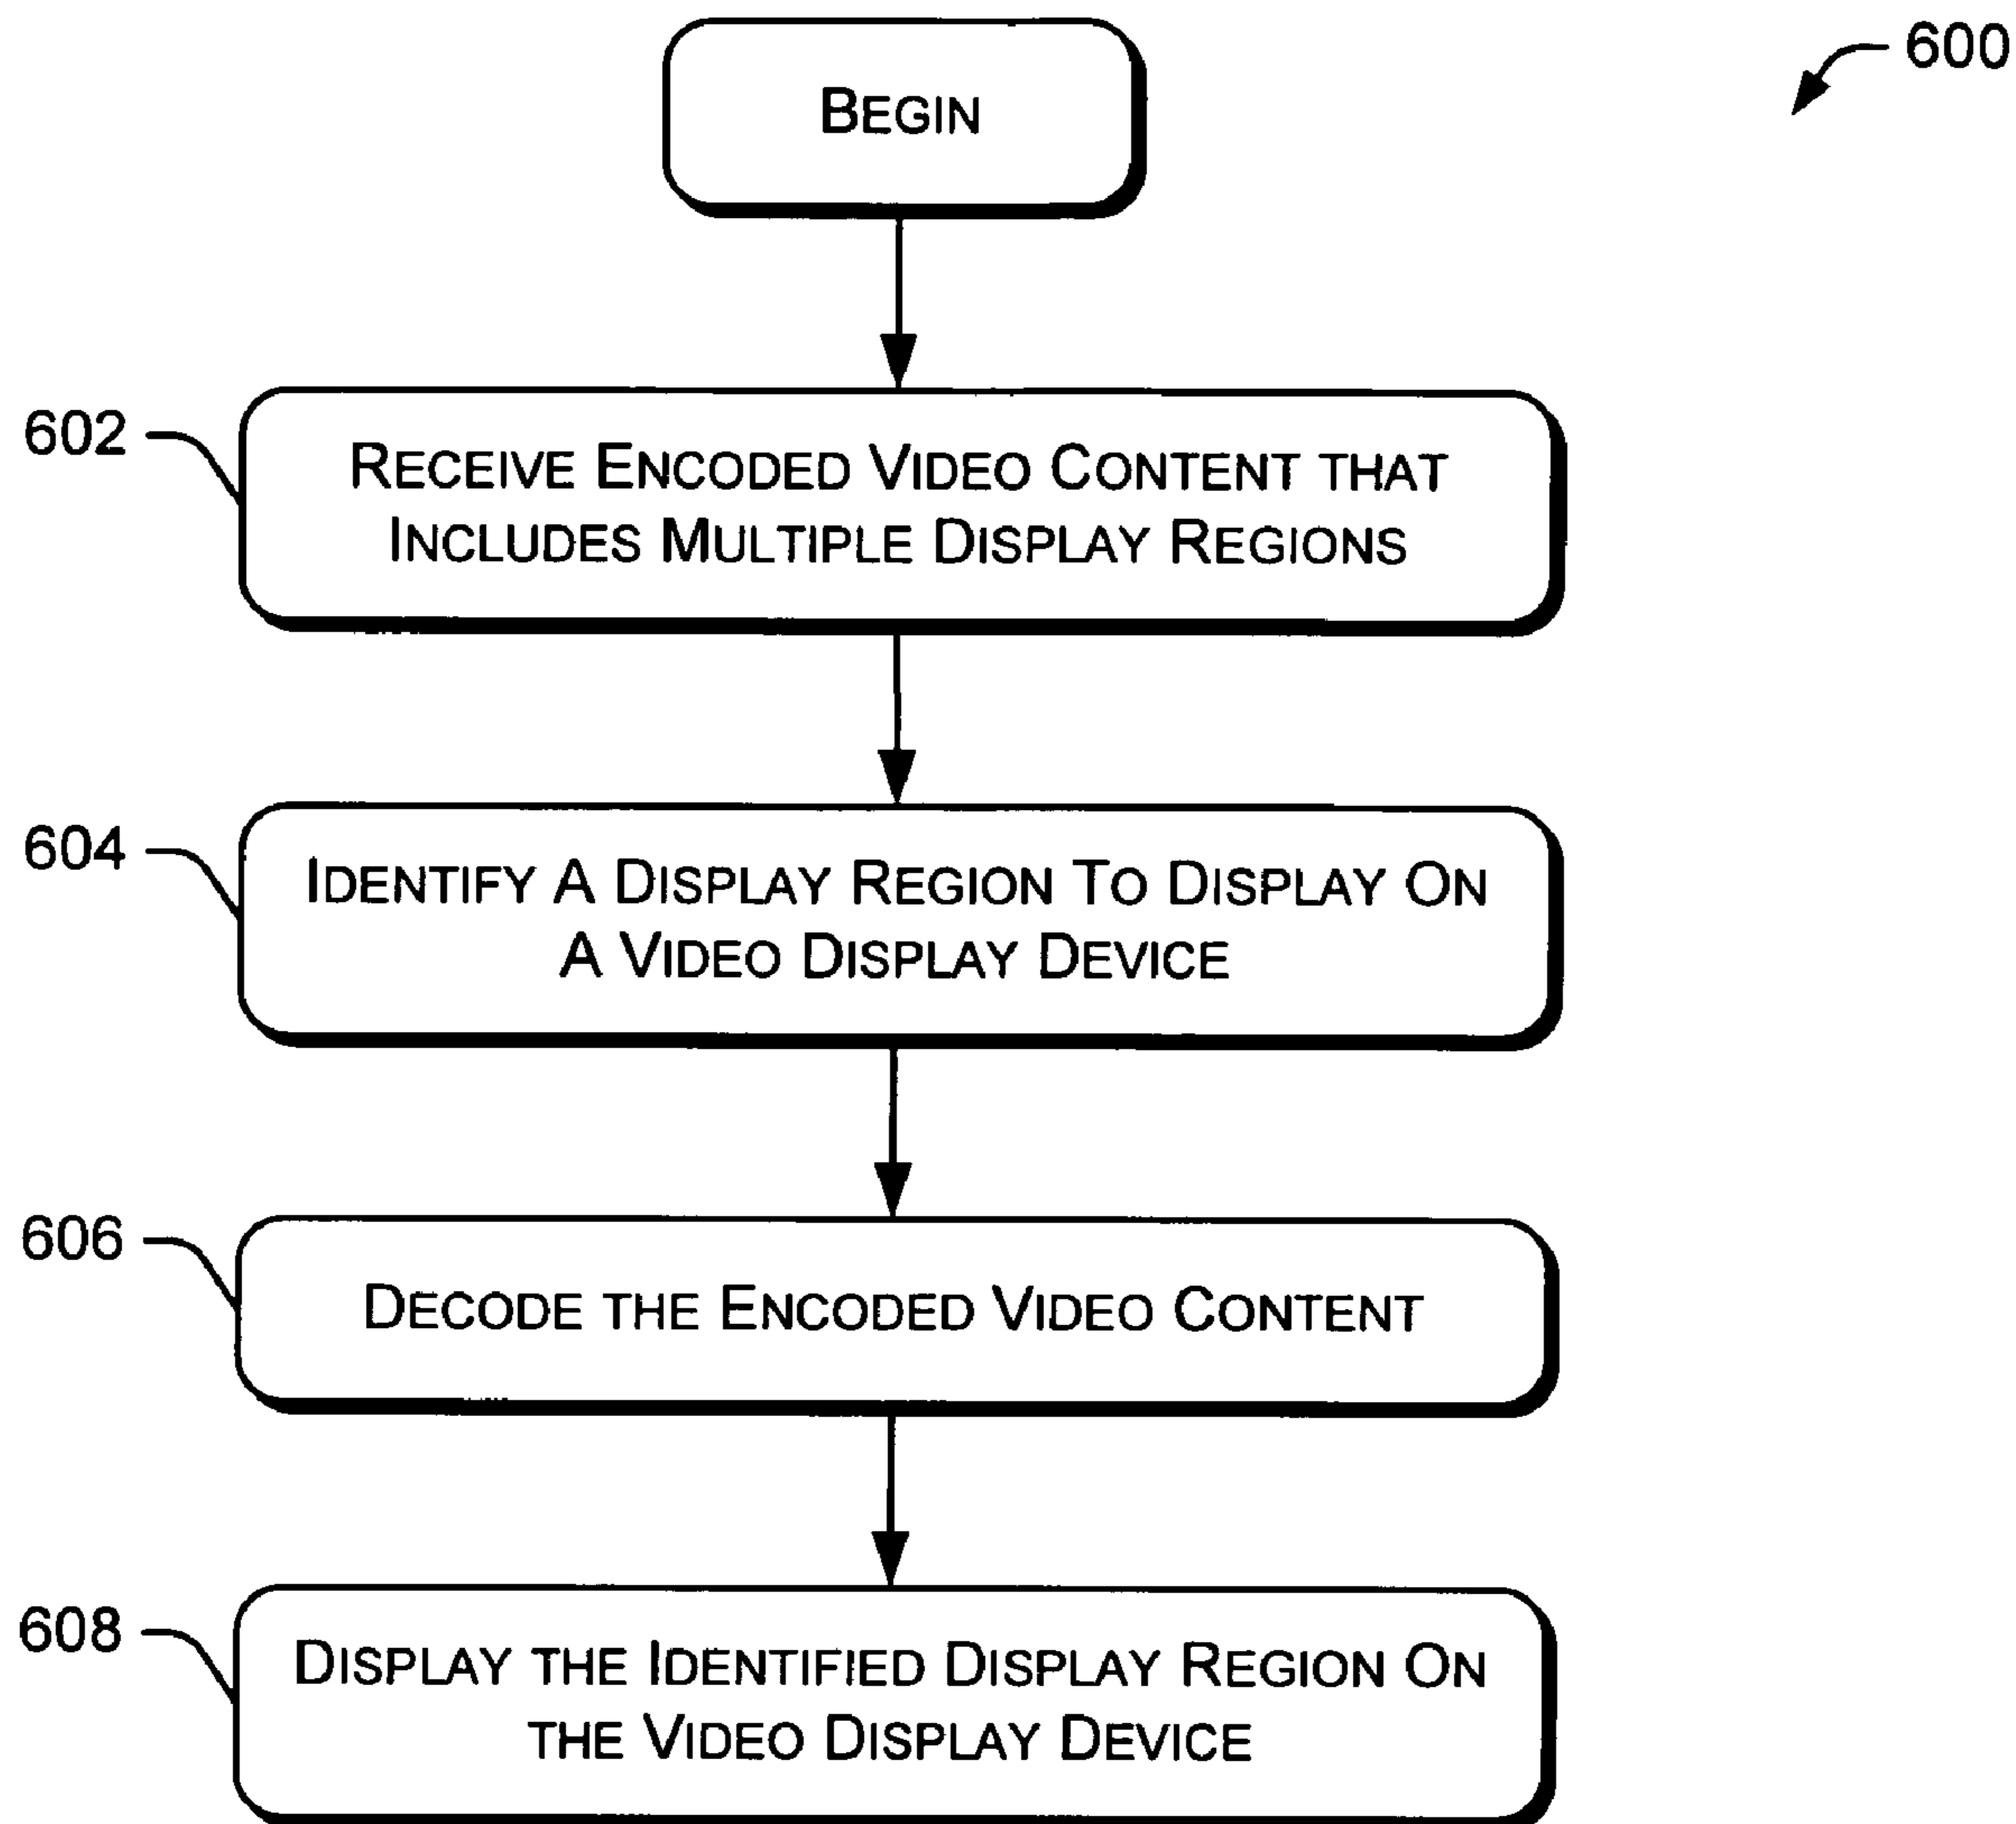 BEGIN
600
602
RECEIVE ENCODED VIDEO CONTENT THAT
INCLUDES MULTIPLE DISPLAY REGIONS
604
IDENTIFY A DISPLAY REGION TO DISPLAY ON
A VIDEO DISPLAY DEVICE
606
DECODE THE ENCODED VIDEO CONTENT
608
DISPLAY THE IDENTIFIED DISPLAY REGION ON
THE VIDEO DISPLAY DEVICE